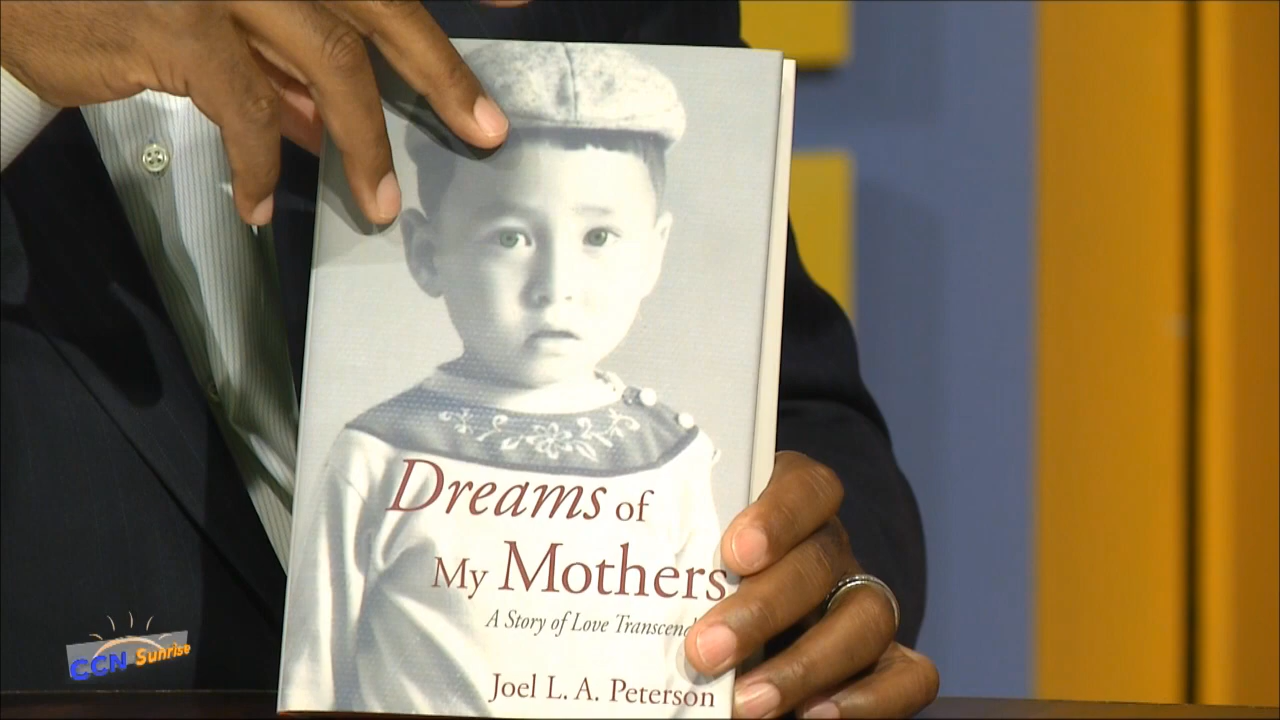 Dreams of
My Mothers
A Story of Love Transcend
Joel L. A. Peterson
CCN Sunrise